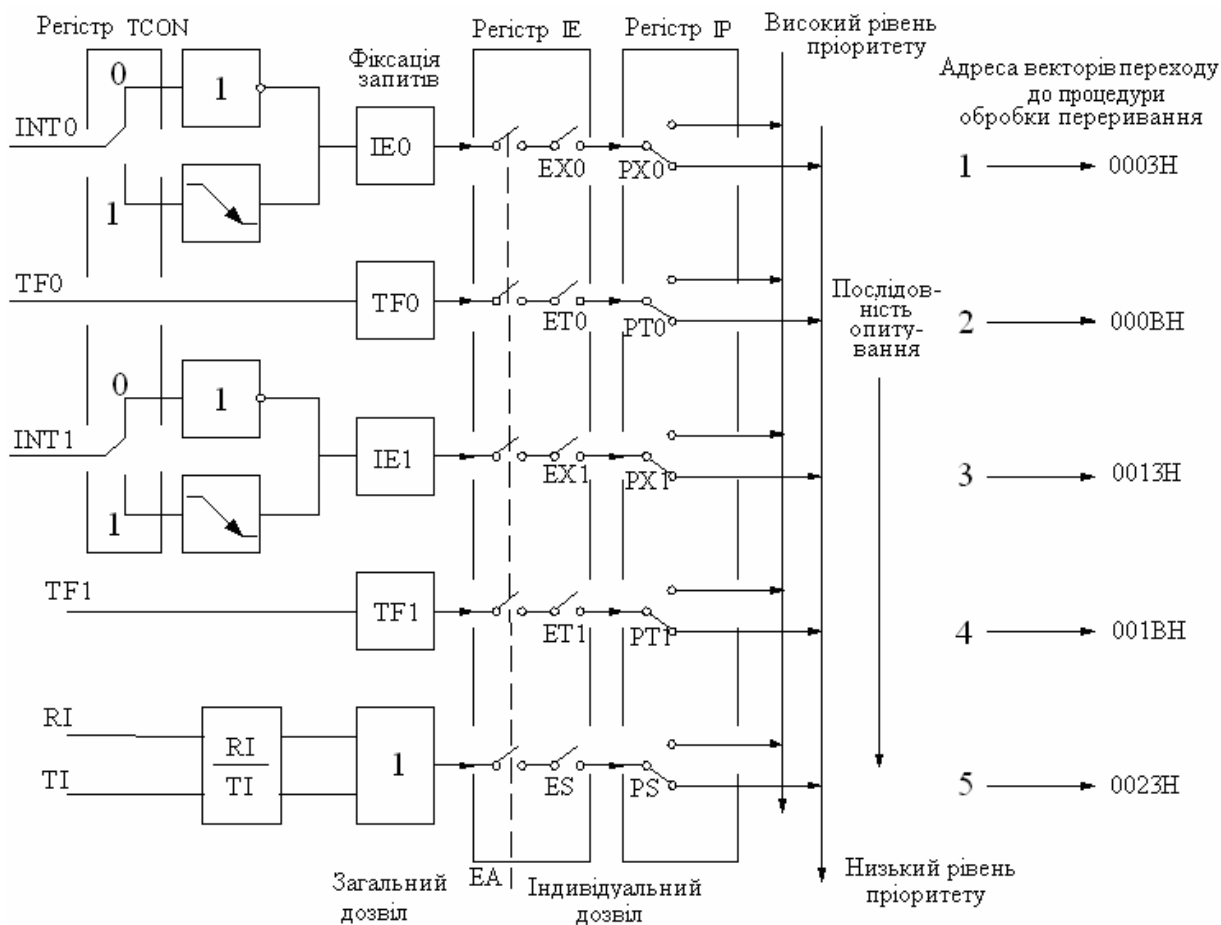 Регістр TCON
Фіксація
запитів
Регістр IE
Регістр IP
Високий рівень
пріоритету
Адреса векторів переходу
до процедури
обробки переривання
INT0
0
1
1
IE0
EX0
PX0
1
0003H
TF0
TF0
ET0
PT0
Послідов-
ність
опиту-
вання
2
000BH
INT1
0
1
1
IE1
EX1
PX1
3
0013H
TF1
TF1
ET1
PT1
4
001BH
RI
TI
RI
TI
1
ES
PS
5
0023H
Загальний
дозвіл
EA
Індивідуальний
дозвіл
Низький рівень
пріоритету